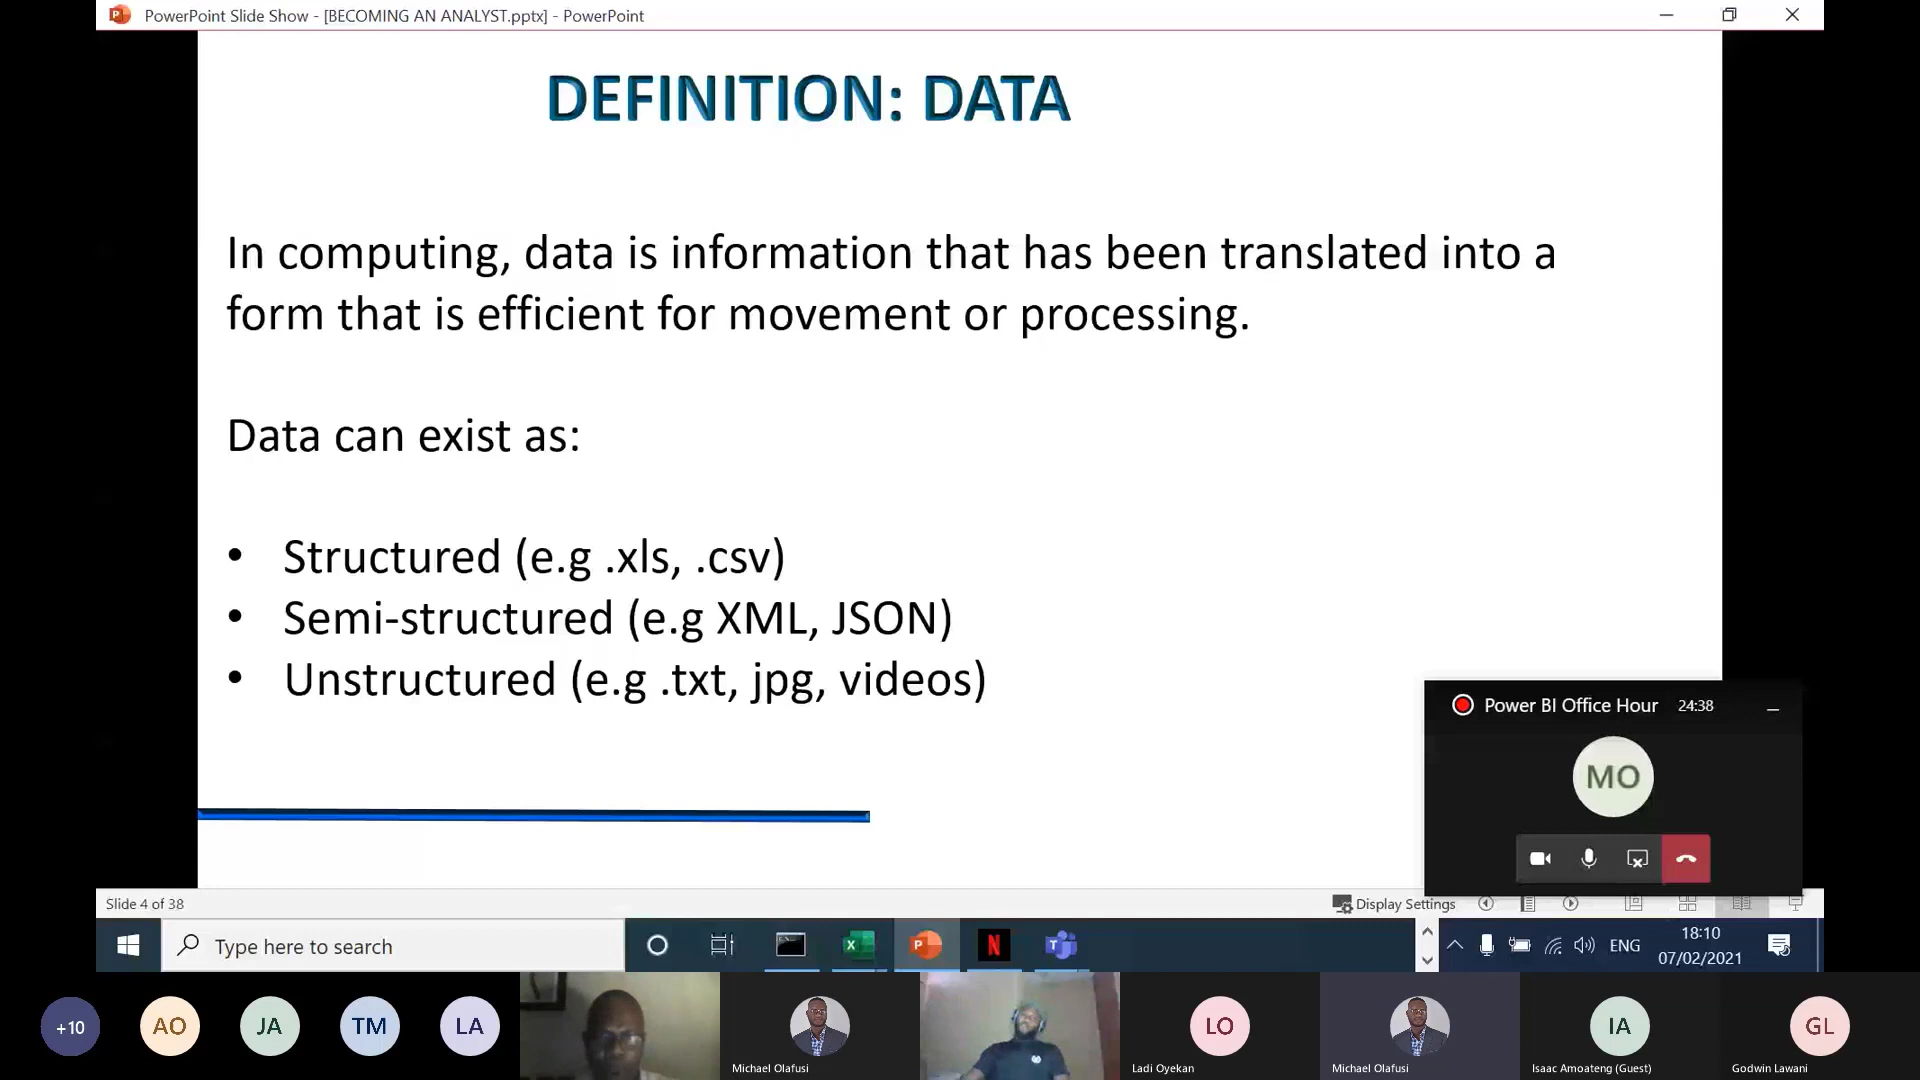 PowerPoint Slide Show - [BECOMING AN ANALYST.pptx] - PowerPoint
DEFINITION: DATA
In computing, data is information that has been translated into a
form that is efficient for movement or processing.
Data can exist as:
• Structured (e.g .xls, .csv)
• Semi-structured (e.g XML, JSON)
• Unstructured (e.g .txt, jpg, videos)
Power BI Office Hour 24:38
MO
Slide 4 of 38
Display Settings
Type here to search
ENG
18:10
07/02/2021
+10
AO
JA
TM
LA
Michael Olafusi
LO
Ladi Oyekan
Michael Olafusi
IA
Isaac Amoateng (Guest)
GL
Godwin Lawani